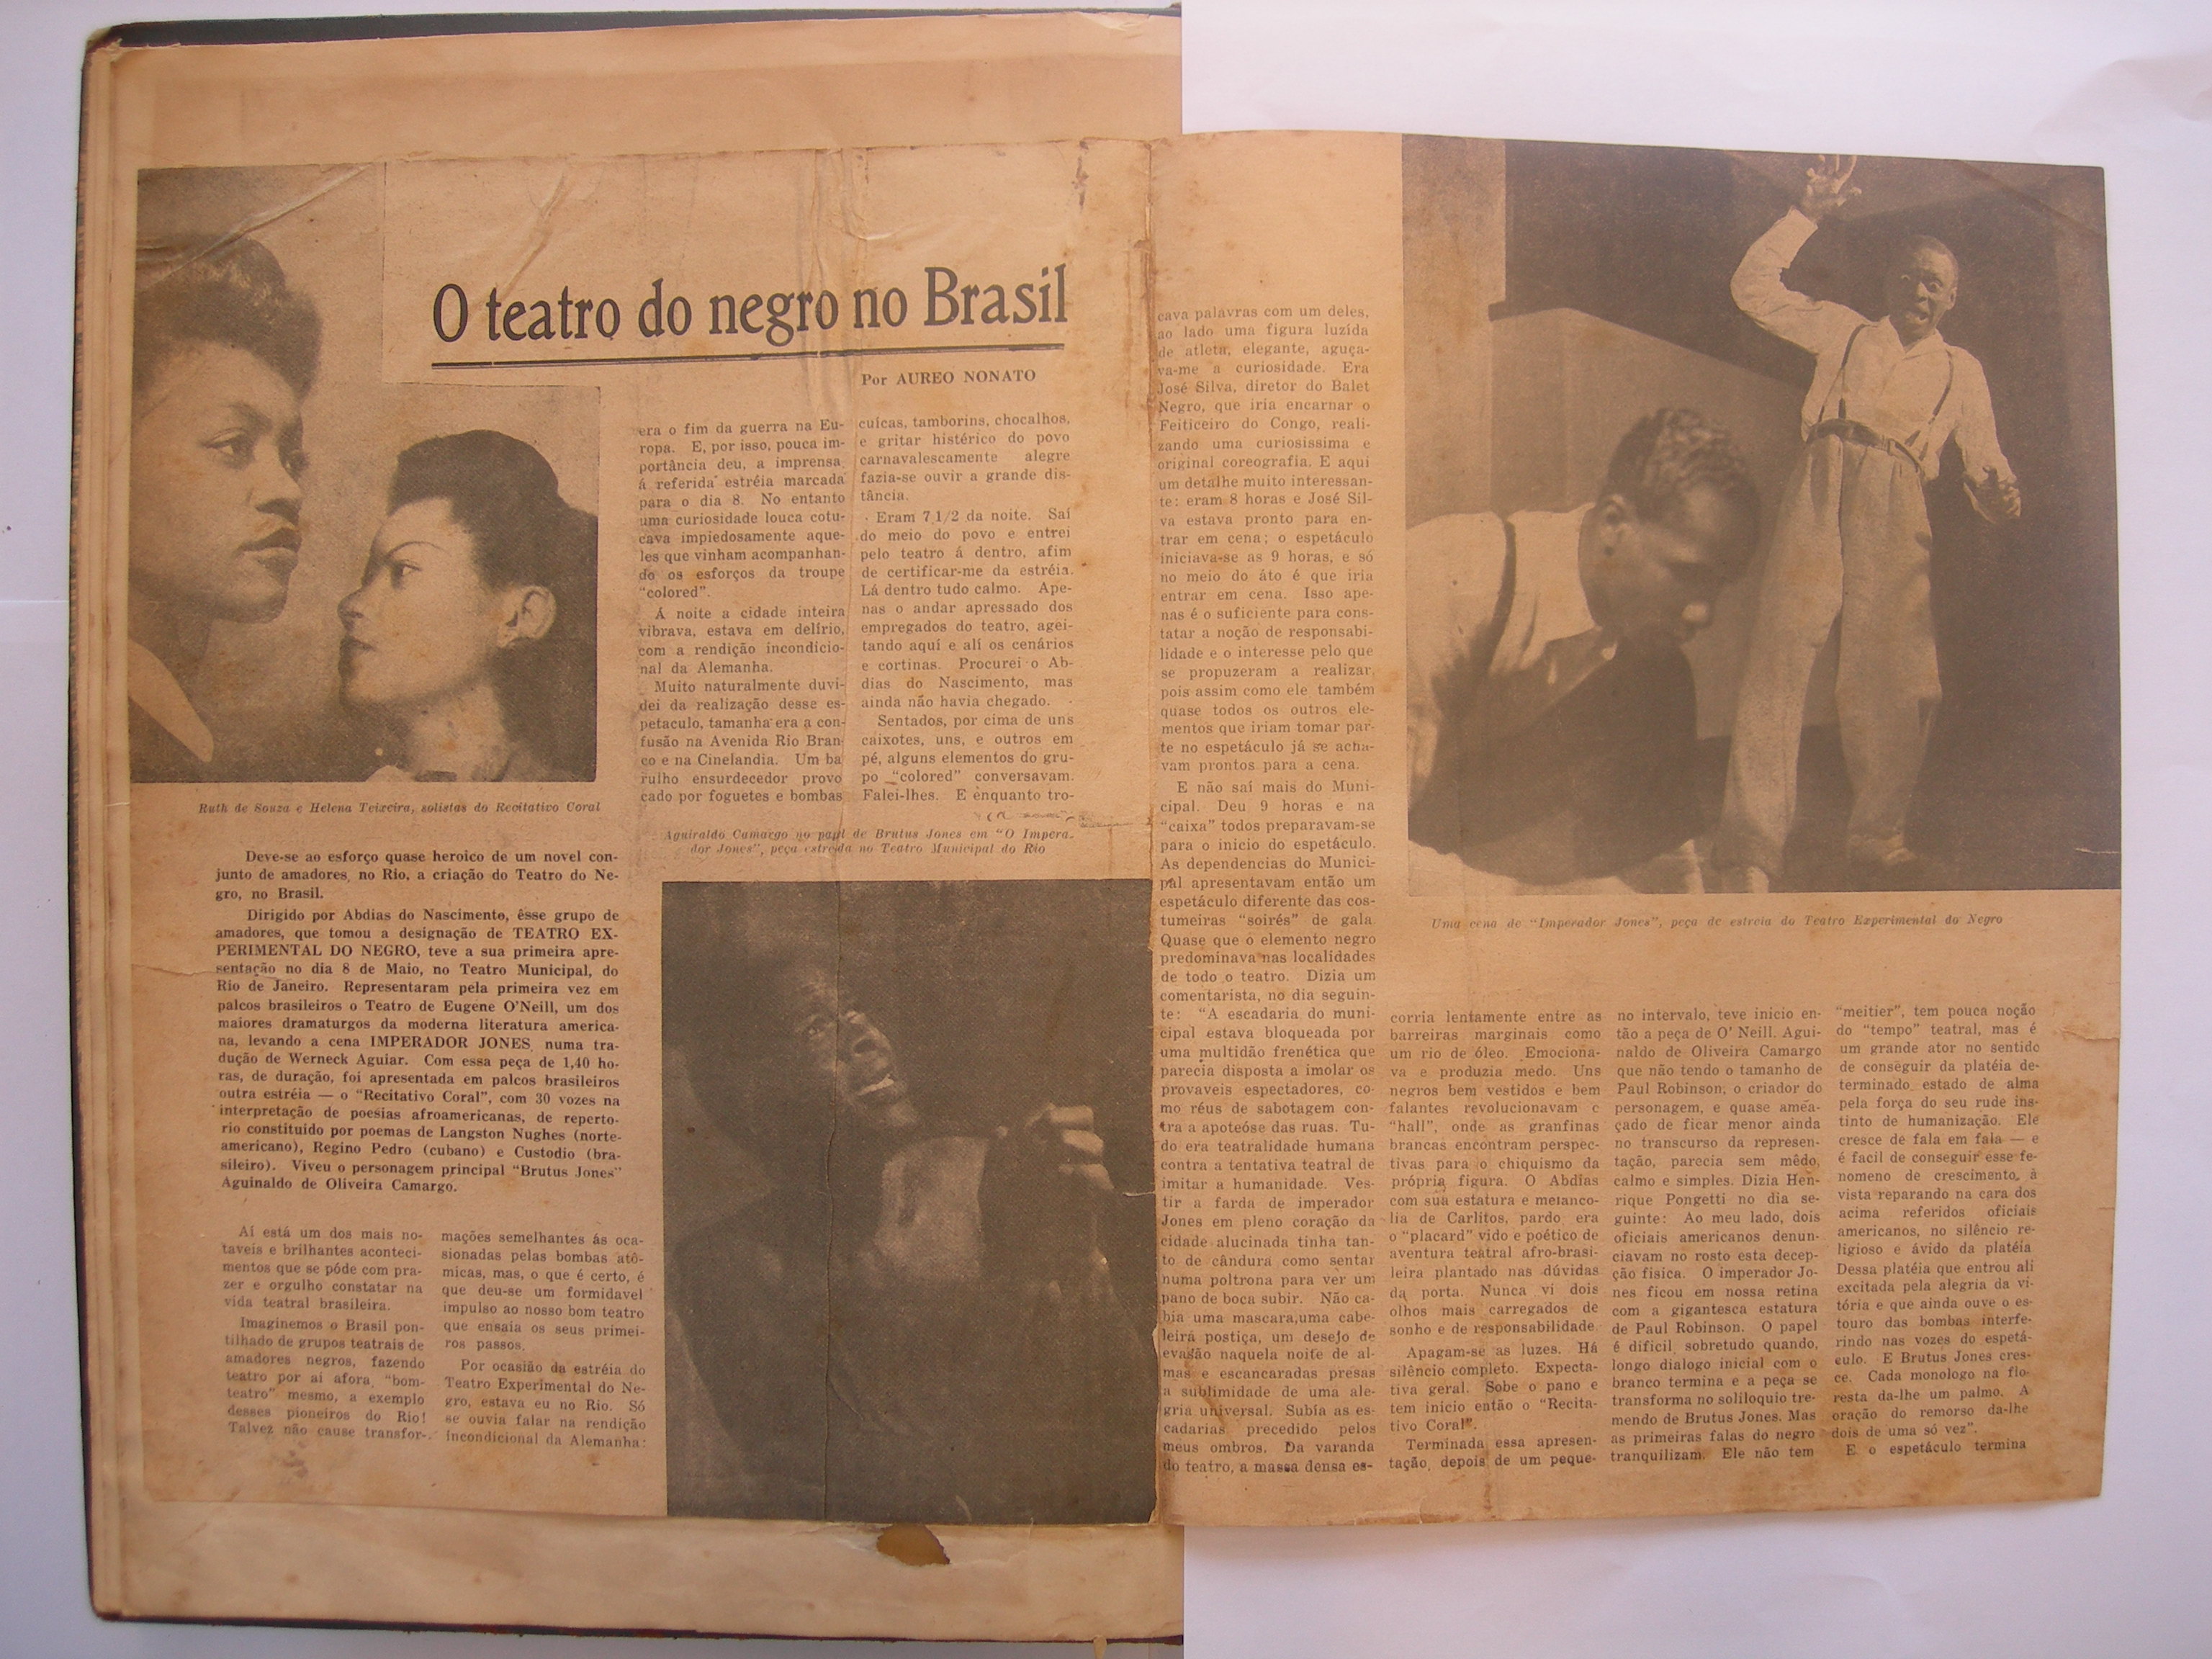 O teatro do negro no Brasil
Por AUREO NONATO
Ruth de Souza e Helena Teixeira, solistas do Recitativo Coral
Deve-se ao esforço quase heroico de um novel con-
junto de amadores, no Rio, a criação do Teatro do Ne-
gro, no Brasil.
Dirigido por Abdias do Nascimento, êsse grupo de
amadores, que tomou a designação de TEATRO EX-
PERIMENTAL DO NEGRO, teve a sua primeira apre-
sentação no dia 8 de Maio, no Teatro Municipal, do
Rio de Janeiro. Representaram pela primeira vez em
palcos brasileiros o Teatro de Eugene O'Neill, um dos
maiores dramaturgos da moderna literatura america-
na, levando a cena IMPERADOR JONES, numa tra-
dução de Werneck Aguiar. Com essa peça de 1,40 ho-
ras, de duração, foi apresentada em palcos brasileiros
outra estréia — o "Recitativo Coral", com 30 vozes na
interpretação de poesias afroamericanas, de reperto-
rio constituido por poemas de Langston Nughes (norte-
americano), Regino Pedro (cubano) e Custodio (bra-
sileiro). Viveu o personagem principal "Brutus Jones"
Aguinaldo de Oliveira Camargo.
Aí está um dos mais no-
taveis e brilhantes aconteci-
mentos que se póde com pra-
zer e orgulho constatar na
vida teatral brasileira.
Imaginemos o Brasil pon-
tilhado de grupos teatrais de
amadores negros, fazendo
teatro por aí afora, "bom-
teatro" mesmo, a exemplo
desses pioneiros do Rio!
Talvez não cause transfor-
mações semelhantes ás oca-
sionadas pelas bombas atô-
micas, mas, o que é certo, é
que deu-se um formidavel
impulso ao nosso bom teatro
que ensaia os seus primei-
ros passos.
Por ocasião da estréia do
Teatro Experimental do Ne-
gro, estava eu no Rio. Só
se ouvia falar na rendição
incondicional da Alemanha:
era o fim da guerra na Eu-
ropa. E, por isso, pouca im-
portância deu, a imprensa
á referida estréia marcada
para o dia 8. No entanto
uma curiosidade louca cotu-
cava impiedosamente aque-
les que vinham acompanhan-
do os esforços da troupe
"colored".
Á noite a cidade inteira
vibrava, estava em delírio,
com a rendição incondicio-
nal da Alemanha.
Muito naturalmente duvi-
dei da realização desse es-
petaculo, tamanha era a con-
fusão na Avenida Rio Bran-
co e na Cinelandia. Um ba
rulho ensurdecedor provo
cado por foguetes e bombas
cuícas, tamborins, chocalhos,
e gritar histérico do povo
carnavalescamente alegre
fazia-se ouvir a grande dis-
tância.
Eram 7 1/2 da noite. Saí
do meio do povo e entrei
pelo teatro á dentro, afim
de certificar-me da estréia.
Lá dentro tudo calmo. Ape-
nas o andar apressado dos
empregados do teatro, agei-
tando aquí e alí os cenários
e cortinas. Procurei o Ab-
dias do Nascimento, mas
ainda não havia chegado.
Sentados, por cima de uns
caixotes, uns, e outros em
pé, alguns elementos do gru-
po "colored" conversavam.
Falei-lhes. E enquanto tro-
Aguiraldo Camargo no papl de Brutus Jones em "O Impera-
dor Jones", peça estreda no Teatro Municipal do Rio
cava palavras com um deles,
ao lado uma figura luzída
de atleta, elegante, aguça-
va-me a curiosidade. Era
José Silva, diretor do Balet
Negro, que iria encarnar o
Feiticeiro do Congo, reali-
zando uma curiosissima e
original coreografia. E aqui
um detalhe muito interessan-
te: eram 8 horas e José Sil-
va estava pronto para en-
trar em cena; o espetáculo
iniciava-se as 9 horas, e só
no meio do áto é que iria
entrar em cena. Isso ape-
nas é o suficiente para cons-
tatar a noção de responsabi-
lidade e o interesse pelo que
se propuzeram a realizar,
pois assim como ele também
quase todos os outros ele-
mentos que iriam tomar par-
te no espetáculo já se acha-
vam prontos para a cena.
E não saí mais do Muni-
cipal. Deu 9 horas e na
"caixa" todos preparavam-se
para o inicio do espetáculo.
As dependencias do Munici-
pal apresentavam então um
espetáculo diferente das cos-
tumeiras "soirés" de gala.
Quase que o elemento negro
predominava nas localidades
de todo o teatro. Dizia um
comentarista, no dia seguin-
te: "A escadaria do muni-
cipal estava bloqueada por
uma multidão frenética que
parecia disposta a imolar os
provaveis espectadores, co-
mo réus de sabotagem con-
tra a apoteóse das ruas. Tu-
do era teatralidade humana
contra a tentativa teatral de
imitar a humanidade. Ves-
tir a farda de imperador
Jones em pleno coração da
cidade alucinada tinha tan-
to de cândura como sentar
numa poltrona para ver um
pano de boca subir. Não ca-
bia uma mascara,uma cabe-
leira postiça, um desejo de
evasão naquela noite de al-
mas e escancaradas presas
a sublimidade de uma ale-
gria universal. Subía as es-
cadarias precedido pelos
meus ombros. Da varanda
do teatro, a massa densa es-
Uma cena de "Imperador Jones", peça de estreia do Teatro Experimental do Negro
corria lentamente entre as
barreiras marginais como
um rio de óleo. Emociona-
va e produzia medo. Uns
negros bem vestidos e bem
falantes revolucionavam c
"hall", onde as granfinas
brancas encontram perspec-
tivas para o chiquismo da
própria figura. O Abdias
com sua estatura e melanco-
lia de Carlitos, pardo era
o "placard" vido e poético de
aventura teatral afro-brasi-
leira plantado nas dúvidas
da porta. Nunca vi dois
olhos mais carregados de
sonho e de responsabilidade
Apagam-se as luzes. Há
silêncio completo. Expecta-
tiva geral. Sobe o pano e
tem inicio então o "Recita-
tivo Coral".
Terminada essa apresen-
tação, depois de um peque-
no intervalo, teve inicio en-
tão a peça de O' Neill. Agui-
naldo de Oliveira Camargo
que não tendo o tamanho de
Paul Robinson, o criador do
personagem, e quase amea-
çado de ficar menor ainda
no transcurso da represen-
tação, parecia sem mêdo,
calmo e simples. Dizia Hen-
rique Pongetti no dia se-
guinte: Ao meu lado, dois
oficiais americanos denun-
ciavam no rosto esta decep-
ção física. O imperador Jo-
nes ficou em nossa retina
com a gigantesca estatura
de Paul Robinson. O papel
é dificil, sobretudo quando,
longo dialogo inicial com o
branco termina e a peça se
transforma no soliloquio tre-
mendo de Brutus Jones. Mas
as primeiras falas do negro
tranquilizam. Ele não tem
"meitier", tem pouca noção
do "tempo" teatral, mas é
um grande ator no sentido
de conseguir da platéia de-
terminado estado de alma
pela força do seu rude ins-
tinto de humanização. Ele
cresce de fala em fala — e
é facil de conseguir esse fe-
nomeno de crescimento, à
vista reparando na cara dos
acima referidos oficiais
americanos, no silêncio re-
ligioso e ávido da platéia
Dessa platéia que entrou ali
excitada pela alegria da vi-
tória e que ainda ouve o es-
touro das bombas interfe-
rindo nas vozes do espetá-
culo. E Brutus Jones cres-
ce. Cada monologo na flo-
resta da-lhe um palmo. A
oração do remorso da-lhe
dois de uma só vez".
E o espetáculo termina